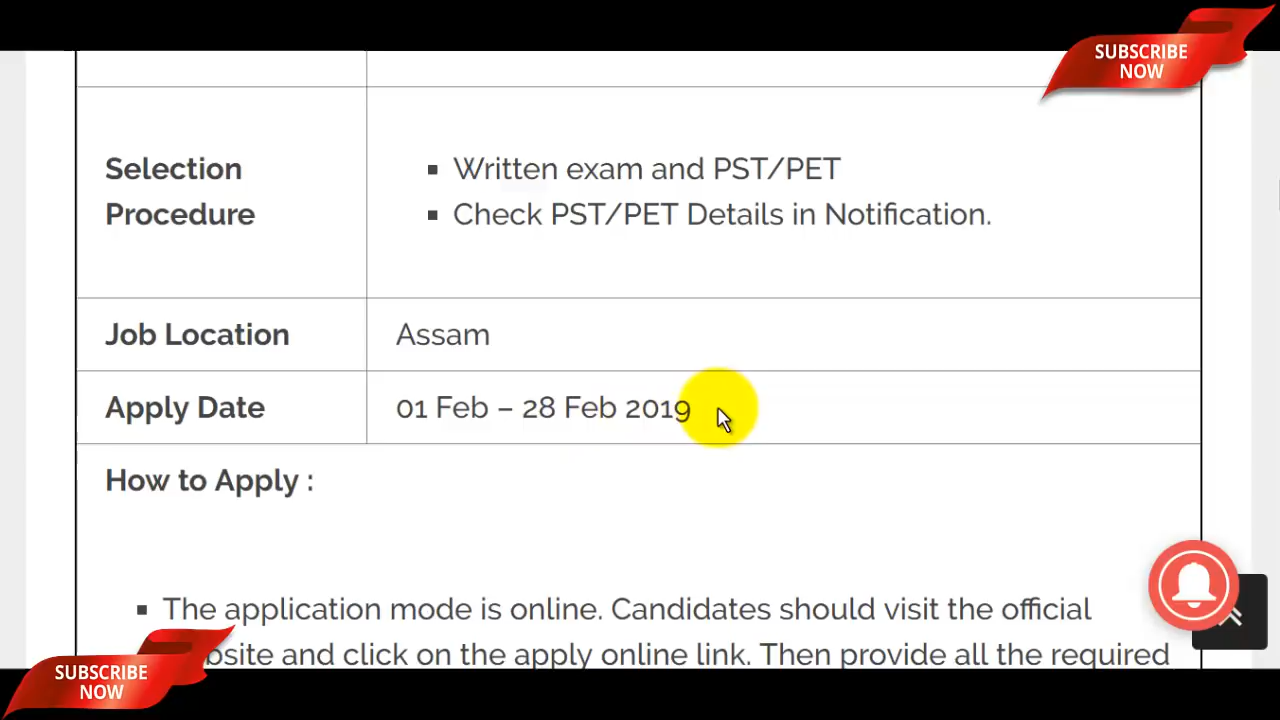 SUBSCRIBE
NOW
Selection
Procedure
Written exam and PST/PET
Check PST/PET Details in Notification.
Job Location
Assam
Apply Date
01 Feb – 28 Feb 2019
How to Apply :
The application mode is online. Candidates should visit the official
and click on the apply online link. Then provide all the required
SUBSCRIBE
NOW